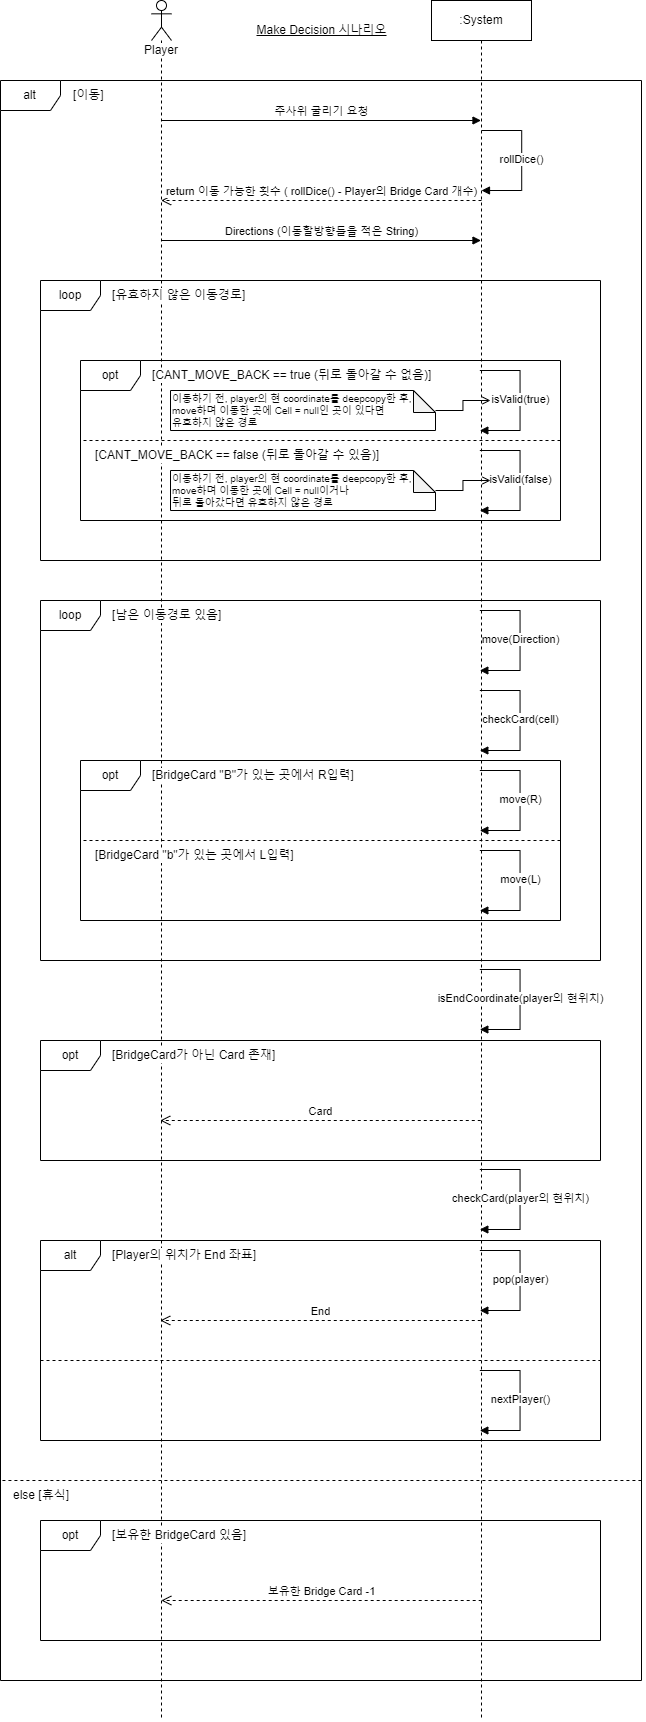 Make Decision 시나리오
:System
Player
alt
[이동]
주사위 굴리기 요청
rollDice()
return 이동 가능한 횟수 ( rollDice() - Player의 Bridge Card 개수)
Directions (이동할방향들을 적은 String)
loop
[유효하지 않은 이동경로]
opt
[CANT_MOVE_BACK == true (뒤로 돌아갈 수 없음)]
이동하기 전, player의 현 coordinate를 deepcopy한 후,
move하며 이동한 곳에 Cell = null인 곳이 있다면
유효하지 않은 경로
isValid(true)
[CANT_MOVE_BACK == false (뒤로 돌아갈 수 있음)]
이동하기 전, player의 현 coordinate를 deepcopy한 후,
move하며 이동한 곳에 Cell = null이거나
뒤로 돌아갔다면 유효하지 않은 경로
isValid(false)
loop
[남은 이동경로 있음]
move(Direction)
checkCard(cell)
opt
[BridgeCard "B"가 있는 곳에서 R입력]
move(R)
[BridgeCard "b"가 있는 곳에서 L입력]
move(L)
isEndCoordinate(player의 현위치)
opt
[BridgeCard가 아닌 Card 존재]
Card
checkCard(player의 현위치)
alt
[Player의 위치가 End 좌표]
pop(player)
End
nextPlayer()
else [휴식]
opt
[보유한 BridgeCard 있음]
보유한 Bridge Card -1